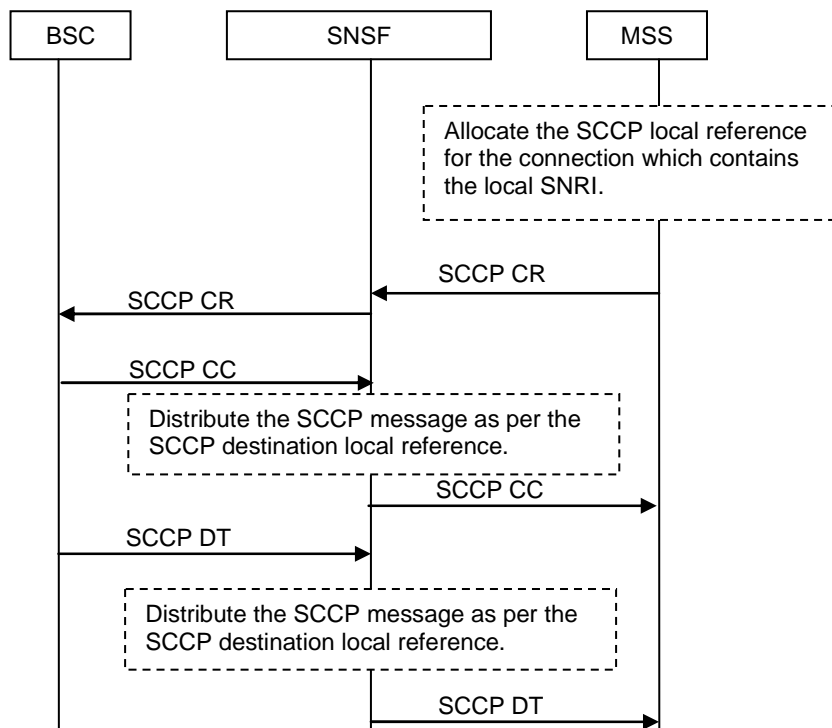 BSC
SNSF
MSS
Allocate the SCCP local reference
for the connection which contains
the local SNRI.
SCCP CR
SCCP CR
SCCP CC
Distribute the SCCP message as per the
SCCP destination local reference.
SCCP CC
SCCP DT
Distribute the SCCP message as per the
SCCP destination local reference.
SCCP DT